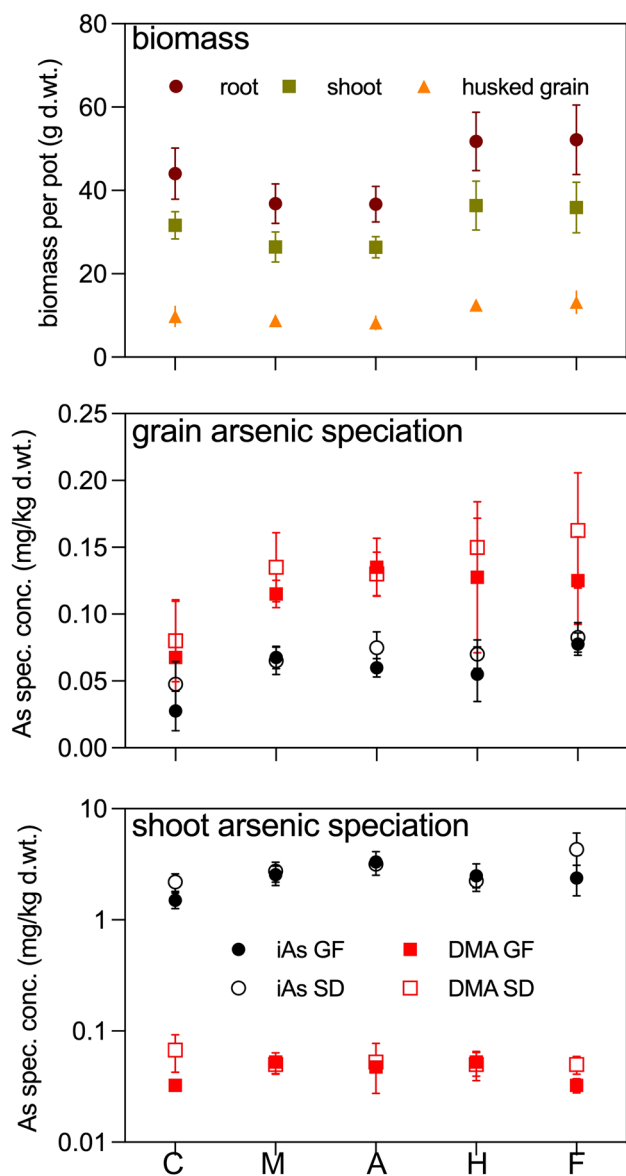 biomass
80
root shoot husked grain
60
40
20
0
biomass per pot (g d.wt.)
grain arsenic speciation
0.25
0.20
0.15
0.10
0.05
0.00
As spec. conc. (mg/kg d.wt.)
shoot arsenic speciation
10
1
iAs GF DMA GF
iAs SD DMA SD
0.1
0.01
As spec. conc. (mg/kg d.wt.)
C M A H F